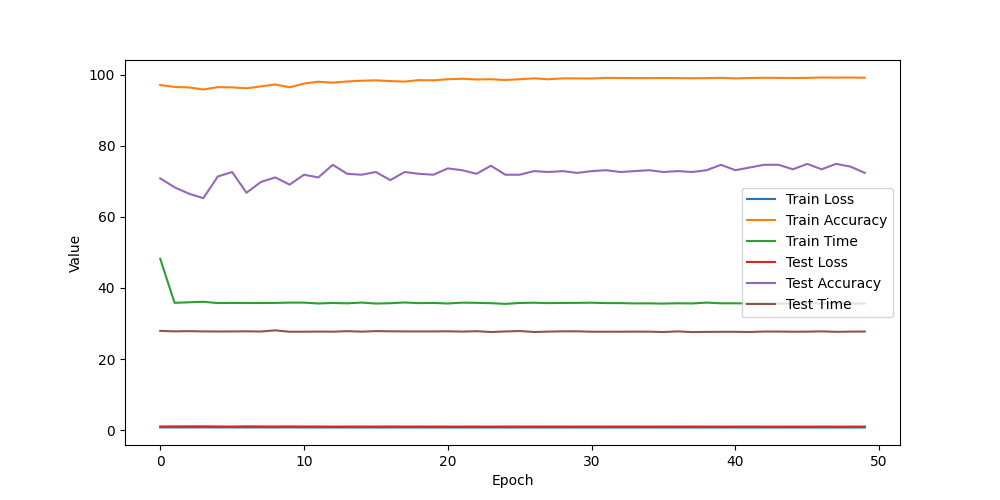 100
80
60
40
20
0
Value
0 10 20 30 40 50
Epoch
Train Loss
Train Accuracy
Train Time
Test Loss
Test Accuracy
Test Time